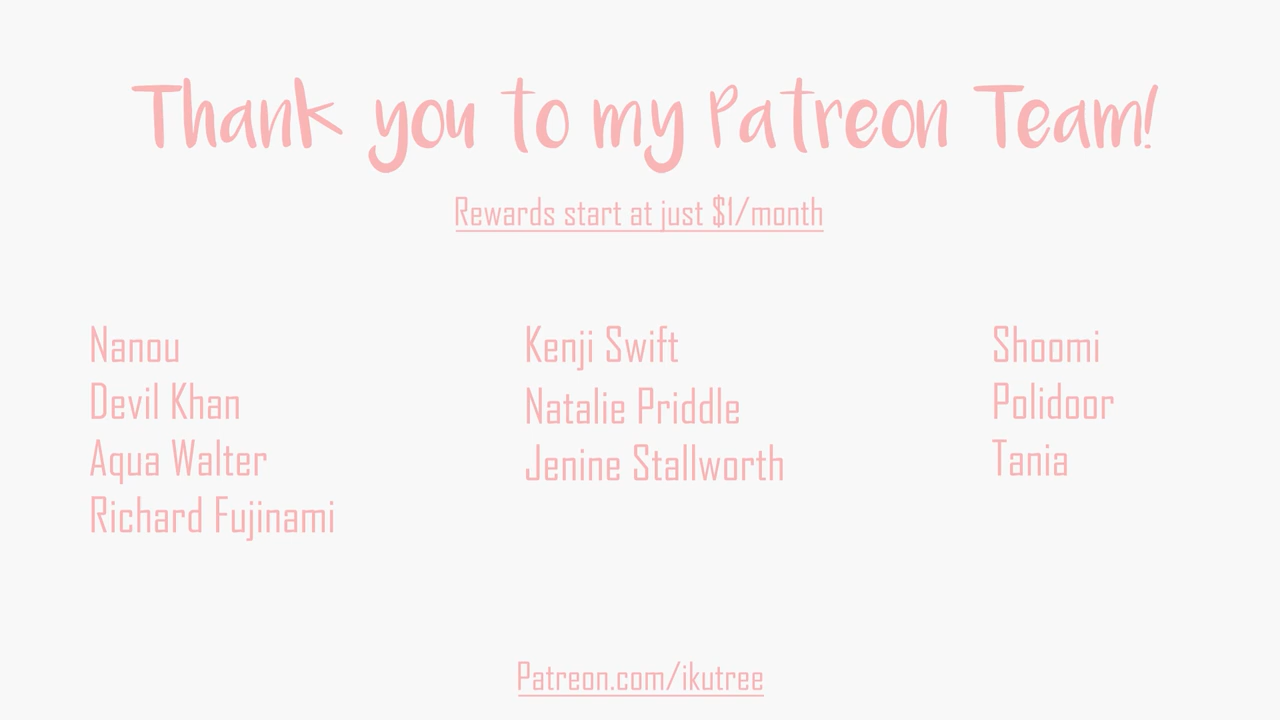 Thank you to my Patreon Team!
Rewards start at just $1/month
Nanou
Devil Khan
Aqua Walter
Richard Fujinami
Kenji Swift
Natalie Priddle
Jenine Stallworth
Shoomi
Polidoor
Tania
Patreon.com/ikutree